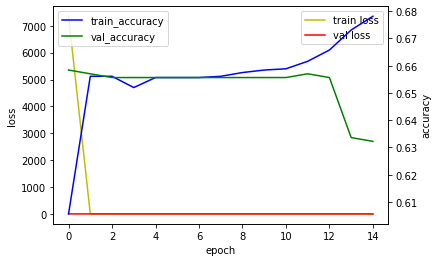 train_accuracy
val_accuracy
train loss
val loss
7000
6000
5000
4000
3000
2000
1000
0
loss
0.68
0.67
0.66
0.65
0.64
0.63
0.62
0.61
accuracy
0 2 4 6 8 10 12 14
epoch